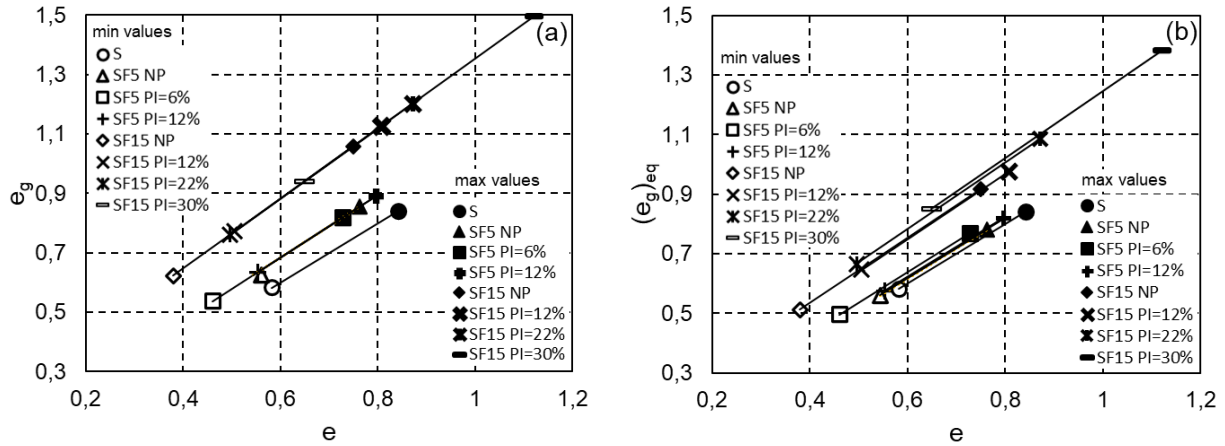 1,5
1,3
1,1
0,9
0,7
0,5
0,3
e_g
0,2
0,4
0,6
0,8
1
1,2
e
(a)
min values
S
SF5 NP
SF5 PI=6%
SF5 PI=12%
SF15 NP
SF15 PI=12%
SF15 PI=22%
SF15 PI=30%
max values
S
SF5 NP
SF5 PI=6%
SF5 PI=12%
SF15 NP
SF15 PI=12%
SF15 PI=22%
SF15 PI=30%
1,5
1,3
1,1
0,9
0,7
0,5
0,3
(e_g)_eq
0,2
0,4
0,6
0,8
1
1,2
e
(b)
min values
S
SF5 NP
SF5 PI=6%
SF5 PI=12%
SF15 NP
SF15 PI=12%
SF15 PI=22%
SF15 PI=30%
max values
S
SF5 NP
SF5 PI=6%
SF5 PI=12%
SF15 NP
SF15 PI=12%
SF15 PI=22%
SF15 PI=30%